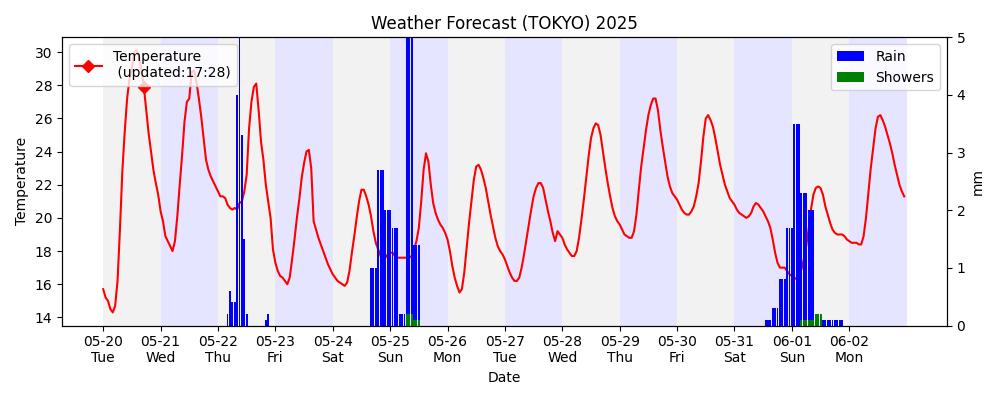 Weather Forecast (TOKYO) 2025
Temperature
(updated:17:28)
Rain
Showers
Temperature
30
28
26
24
22
20
18
16
14
5
4
3
2
1
0
mm
05-20 05-21 05-22 05-23 05-24 05-25 05-26 05-27 05-28 05-29 05-30 05-31 06-01 06-02
Tue Wed Thu Fri Sat Sun Mon Tue Wed Thu Fri Sat Sun Mon
Date